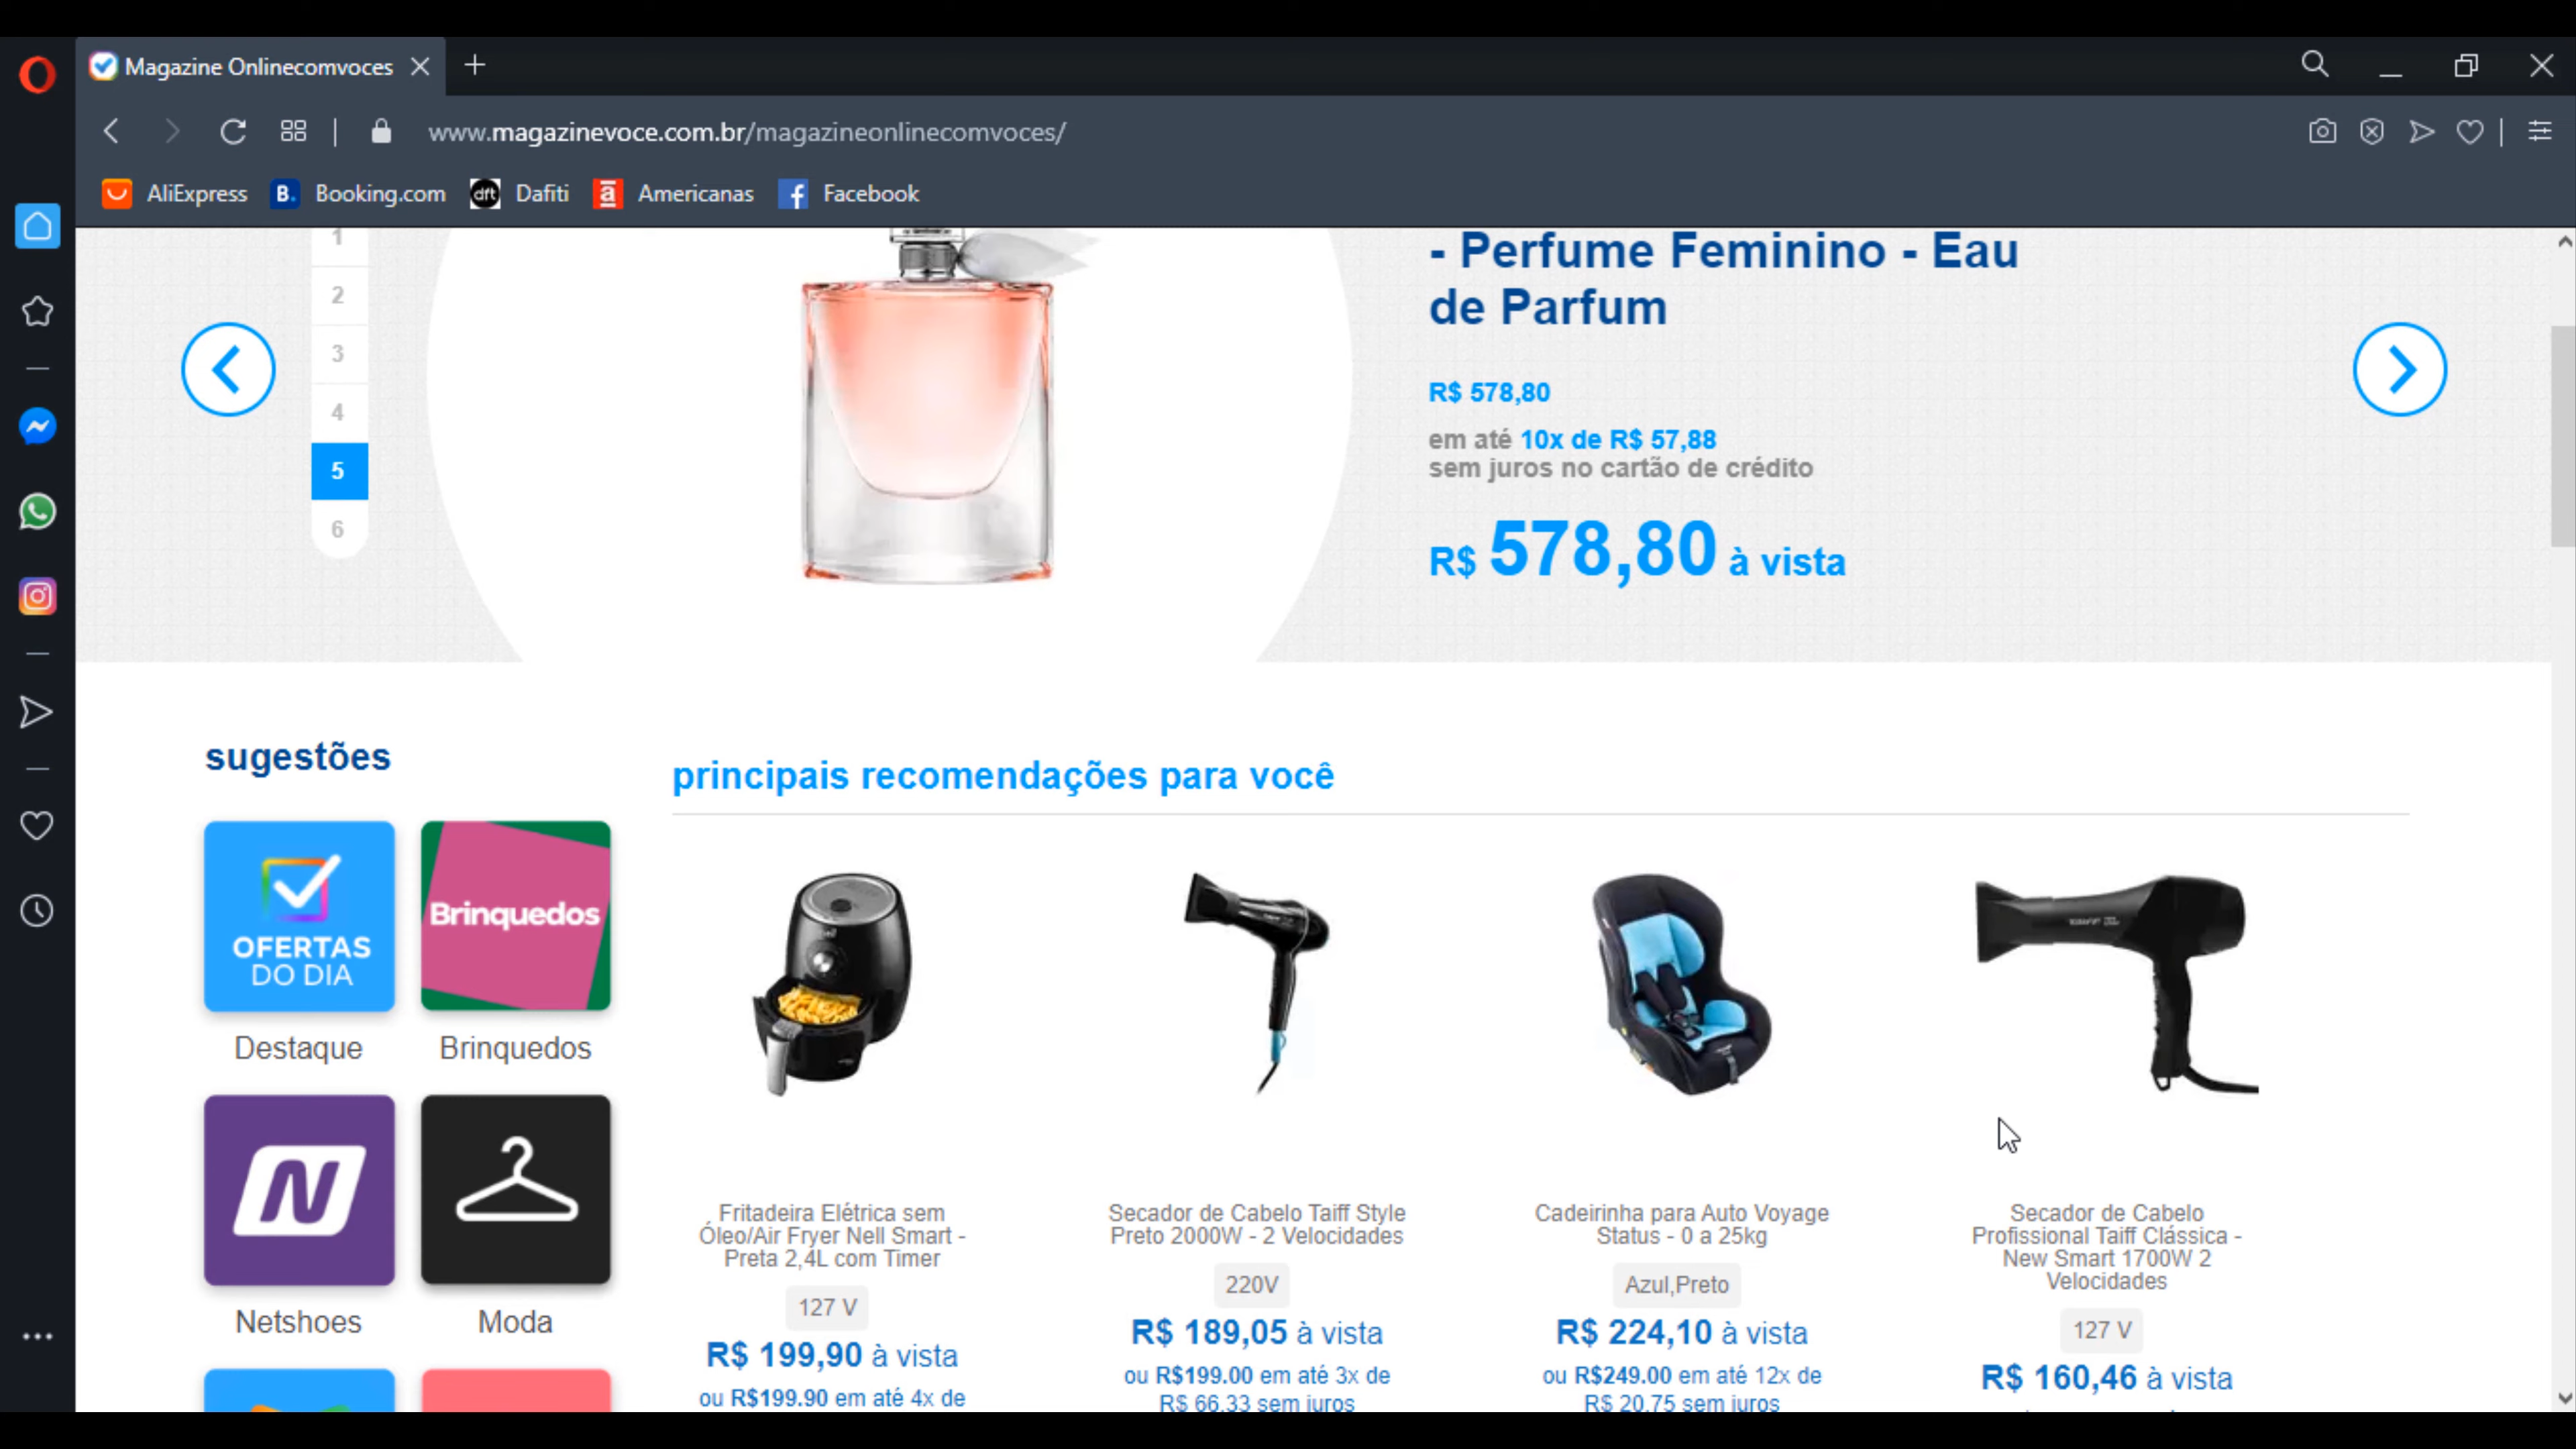 Magazine Onlinecomvoces
www.magazinevoce.com.br/magazineonlinecomvoces/
AliExpress
B. Booking.com
dft Dafiti
a Americanas
f Facebook
1
2
3
4
5
6
- Perfume Feminino - Eau
de Parfum
R$ 578,80
em até 10x de R$ 57,88
sem juros no cartão de crédito
R$ 578,80 à vista
sugestões
OFERTAS
DO DIA
Destaque
Brinquedos
Brinquedos
N
Netshoes
Moda
principais recomendações para você
Fritadeira Elétrica sem
Óleo/Air Fryer Nell Smart -
Preta 2,4L com Timer
127 V
R$ 199,90 à vista
ou R$199.90 em até 4x de
Secador de Cabelo Taiff Style
Preto 2000W - 2 Velocidades
220V
R$ 189,05 à vista
ou R$199.00 em até 3x de
R$ 66,33 sem juros
Cadeirinha para Auto Voyage
Status - 0 a 25kg
Azul,Preto
R$ 224,10 à vista
ou R$249.00 em até 12x de
R$ 20,75 sem juros
Secador de Cabelo
Profissional Taiff Clássica -
New Smart 1700W 2
Velocidades
127 V
R$ 160,46 à vista